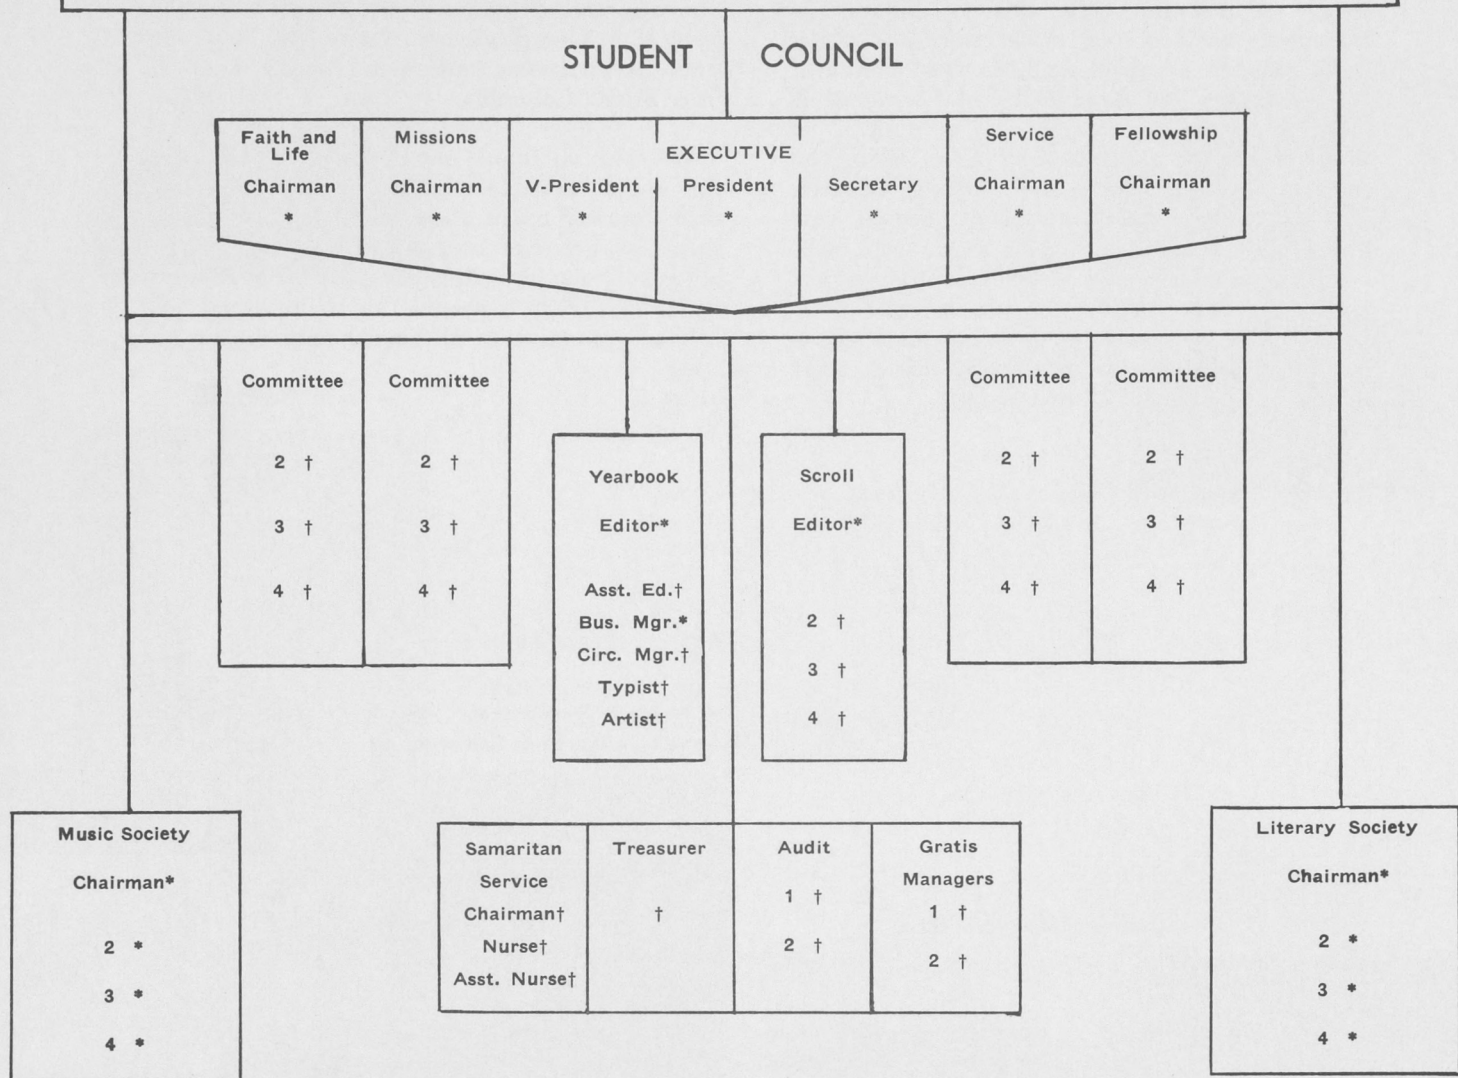 STUDENT COUNCIL
Faith and
Life
Chairman
*
Missions
Chairman
*
EXECUTIVE
V-President
*
President
*
Secretary
*
Service
Chairman
*
Fellowship
Chairman
*
Committee
2 †
3 †
4 †
Committee
2 †
3 †
4 †
Yearbook
Editor*
Asst. Ed.†
Bus. Mgr.*
Circ. Mgr.†
Typist†
Artist†
Scroll
Editor*
2 †
3 †
4 †
Committee
2 †
3 †
4 †
Committee
2 †
3 †
4 †
Music Society
Chairman*
2 *
3 *
4 *
Samaritan
Service
Chairman†
Nurse†
Asst. Nurse†
Treasurer
†
Audit
1 †
2 †
Gratis
Managers
1 †
2 †
Literary Society
Chairman*
2 *
3 *
4 *